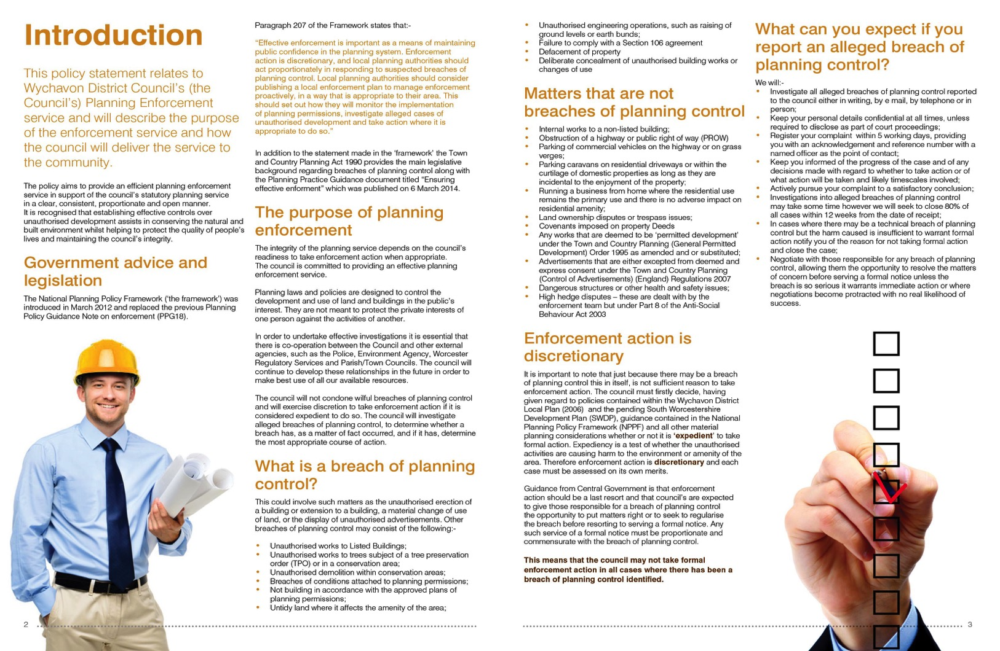 Introduction
This policy statement relates to
Wychavon District Council's (the
Council's) Planning Enforcement
service and will describe the purpose
of the enforcement service and how
the council will deliver the service to
the community.
The policy aims to provide an efficient planning enforcement
service in support of the council's statutory planning service
in a clear, consistent, proportionate and open manner.
It is recognised that establishing effective controls over
unauthorised development assists in conserving the natural and
built environment whilst helping to protect the quality of people's
lives and maintaining the council's integrity.
Government advice and
legislation
The National Planning Policy Framework ('the framework') was
introduced in March 2012 and replaced the previous Planning
Policy Guidance Note on enforcement (PPG18).
2
Paragraph 207 of the Framework states that:-
"Effective enforcement is important as a means of maintaining
public confidence in the planning system. Enforcement
action is discretionary, and local planning authorities should
act proportionately in responding to suspected breaches of
planning control. Local planning authorities should consider
publishing a local enforcement plan to manage enforcement
proactively, in a way that is appropriate to their area. This
should set out how they will monitor the implementation
of planning permissions, investigate alleged cases of
unauthorised development and take action where it is
appropriate to do so."
In addition to the statement made in the 'framework' the Town
and Country Planning Act 1990 provides the main legislative
background regarding breaches of planning control along with
the Planning Practice Guidance document titled "Ensuring
effective enforment" which was published on 6 March 2014.
The purpose of planning
enforcement
The integrity of the planning service depends on the council's
readiness to take enforcement action when appropriate.
The council is committed to providing an effective planning
enforcement service.
Planning laws and policies are designed to control the
development and use of land and buildings in the public's
interest. They are not meant to protect the private interests of
one person against the activities of another.
In order to undertake effective investigations it is essential that
there is co-operation between the Council and other external
agencies, such as the Police, Environment Agency, Worcester
Regulatory Services and Parish/Town Councils. The council will
continue to develop these relationships in the future in order to
make best use of all our available resources.
The council will not condone wilful breaches of planning control
and will exercise discretion to take enforcement action if it is
considered expedient to do so. The council will investigate
alleged breaches of planning control, to determine whether a
breach has, as a matter of fact occurred, and if it has, determine
the most appropriate course of action.
What is a breach of planning
control?
This could involve such matters as the unauthorised erection of
a building or extension to a building, a material change of use
of land, or the display of unauthorised advertisements. Other
breaches of planning control may consist of the following:-
• Unauthorised works to Listed Buildings;
• Unauthorised works to trees subject of a tree preservation
order (TPO) or in a conservation area;
• Unauthorised demolition within conservation areas;
• Breaches of conditions attached to planning permissions;
• Not building in accordance with the approved plans of
planning permissions;
• Untidy land where it affects the amenity of the area;
• Unauthorised engineering operations, such as raising of
ground levels or earth bunds;
• Failure to comply with a Section 106 agreement
• Defacement of property
• Deliberate concealment of unauthorised building works or
changes of use
Matters that are not
breaches of planning control
• Internal works to a non-listed building;
• Obstruction of a highway or public right of way (PROW)
• Parking of commercial vehicles on the highway or on grass
verges;
• Parking caravans on residential driveways or within the
curtilage of domestic properties as long as they are
incidental to the enjoyment of the property;
• Running a business from home where the residential use
remains the primary use and there is no adverse impact on
residential amenity;
• Land ownership disputes or trespass issues;
• Covenants imposed on property Deeds
• Any works that are deemed to be 'permitted development'
under the Town and Country Planning (General Permitted
Development) Order 1995 as amended and or substituted;
• Advertisements that are either excepted from deemed and
express consent under the Town and Country Planning
(Control of Advertisements) (England) Regulations 2007
• Dangerous structures or other health and safety issues;
• High hedge disputes – these are dealt with by the
enforcement team but under Part 8 of the Anti-Social
Behaviour Act 2003
Enforcement action is
discretionary
It is important to note that just because there may be a breach
of planning control this in itself, is not sufficient reason to take
enforcement action. The council must firstly decide, having
given regard to policies contained within the Wychavon District
Local Plan (2006) and the pending South Worcestershire
Development Plan (SWDP), guidance contained in the National
Planning Policy Framework (NPPF) and all other material
planning considerations whether or not it is 'expedient' to take
formal action. Expediency is a test of whether the unauthorised
activities are causing harm to the environment or amenity of the
area. Therefore enforcement action is discretionary and each
case must be assessed on its own merits.
Guidance from Central Government is that enforcement
action should be a last resort and that council's are expected
to give those responsible for a breach of planning control
the opportunity to put matters right or to seek to regularise
the breach before resorting to serving a formal notice. Any
such service of a formal notice must be proportionate and
commensurate with the breach of planning control.
This means that the council may not take formal
enforcement action in all cases where there has been a
breach of planning control identified.
What can you expect if you
report an alleged breach of
planning control?
We will:-
• Investigate all alleged breaches of planning control reported
to the council either in writing, by e mail, by telephone or in
person;
• Keep your personal details confidential at all times, unless
required to disclose as part of court proceedings;
• Register your complaint within 5 working days, providing
you with an acknowledgement and reference number with a
named officer as the point of contact;
• Keep you informed of the progress of the case and of any
decisions made with regard to whether to take action or of
what action will be taken and likely timescales involved;
• Actively pursue your complaint to a satisfactory conclusion;
• Investigations into alleged breaches of planning control
may take some time however we will seek to close 80% of
all cases within 12 weeks from the date of receipt;
• In cases where there may be a technical breach of planning
control but the harm caused is insufficient to warrant formal
action notify you of the reason for not taking formal action
and close the case;
• Negotiate with those responsible for any breach of planning
control, allowing them the opportunity to resolve the matters
of concern before serving a formal notice unless the
breach is so serious it warrants immediate action or where
negotiations become protracted with no real likelihood of
success.
3